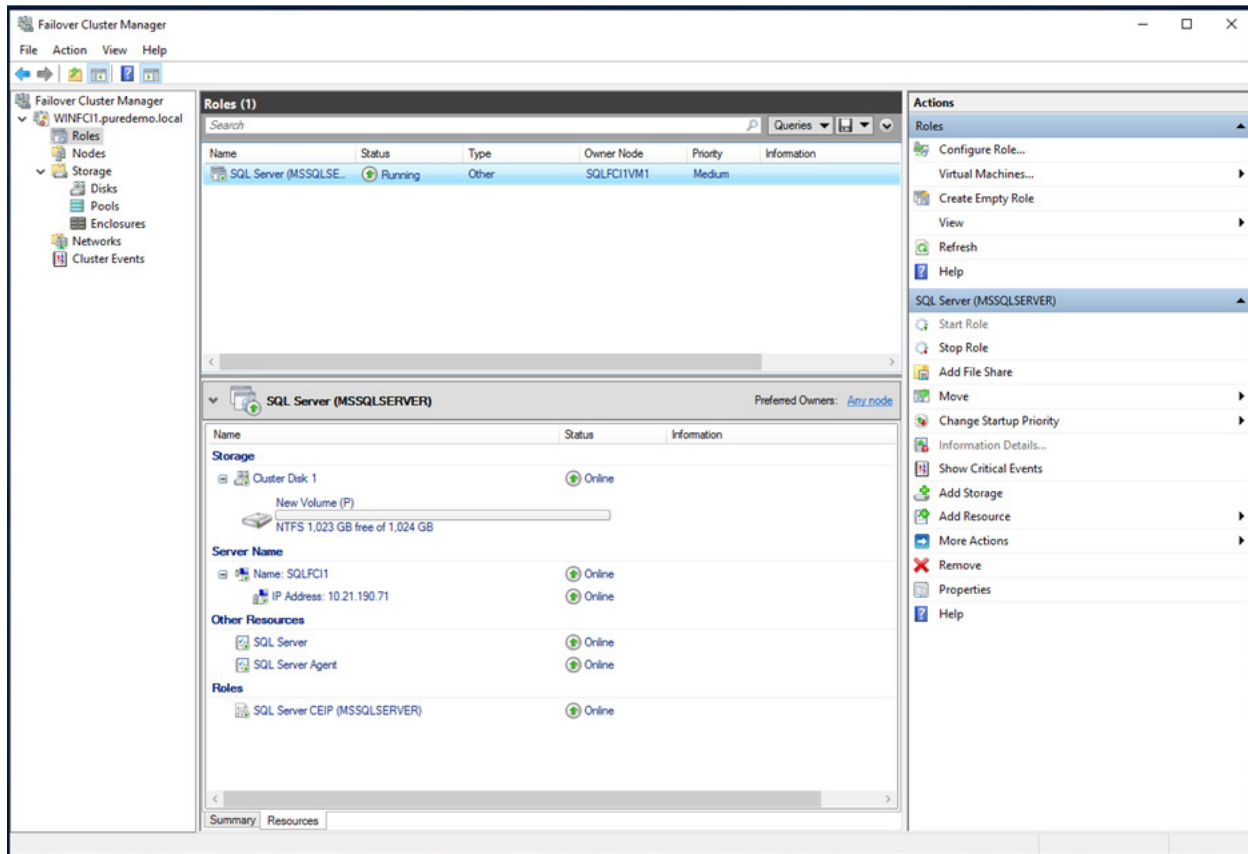 Failover Cluster Manager
File Action View Help
Failover Cluster Manager
WINFCI1.puredemo.local
Roles
Nodes
Storage
Disks
Pools
Enclosures
Networks
Cluster Events
Roles (1)
Search
Queries
Name Status Type Owner Node Priority Information
SQL Server (MSSQLSE... Running Other SQLFCI1VM1 Medium
SQL Server (MSSQLSERVER) Preferred Owners: Any node
Name Status Information
Storage
Cluster Disk 1 Online
New Volume (P)
NTFS 1,023 GB free of 1,024 GB
Server Name
Name: SQLFCI1 Online
IP Address: 10.21.190.71 Online
Other Resources
SQL Server Online
SQL Server Agent Online
Roles
SQL Server CEIP (MSSQLSERVER) Online
Summary Resources
Actions
Roles
Configure Role...
Virtual Machines...
Create Empty Role
View
Refresh
Help
SQL Server (MSSQLSERVER)
Start Role
Stop Role
Add File Share
Move
Change Startup Priority
Information Details...
Show Critical Events
Add Storage
Add Resource
More Actions
Remove
Properties
Help